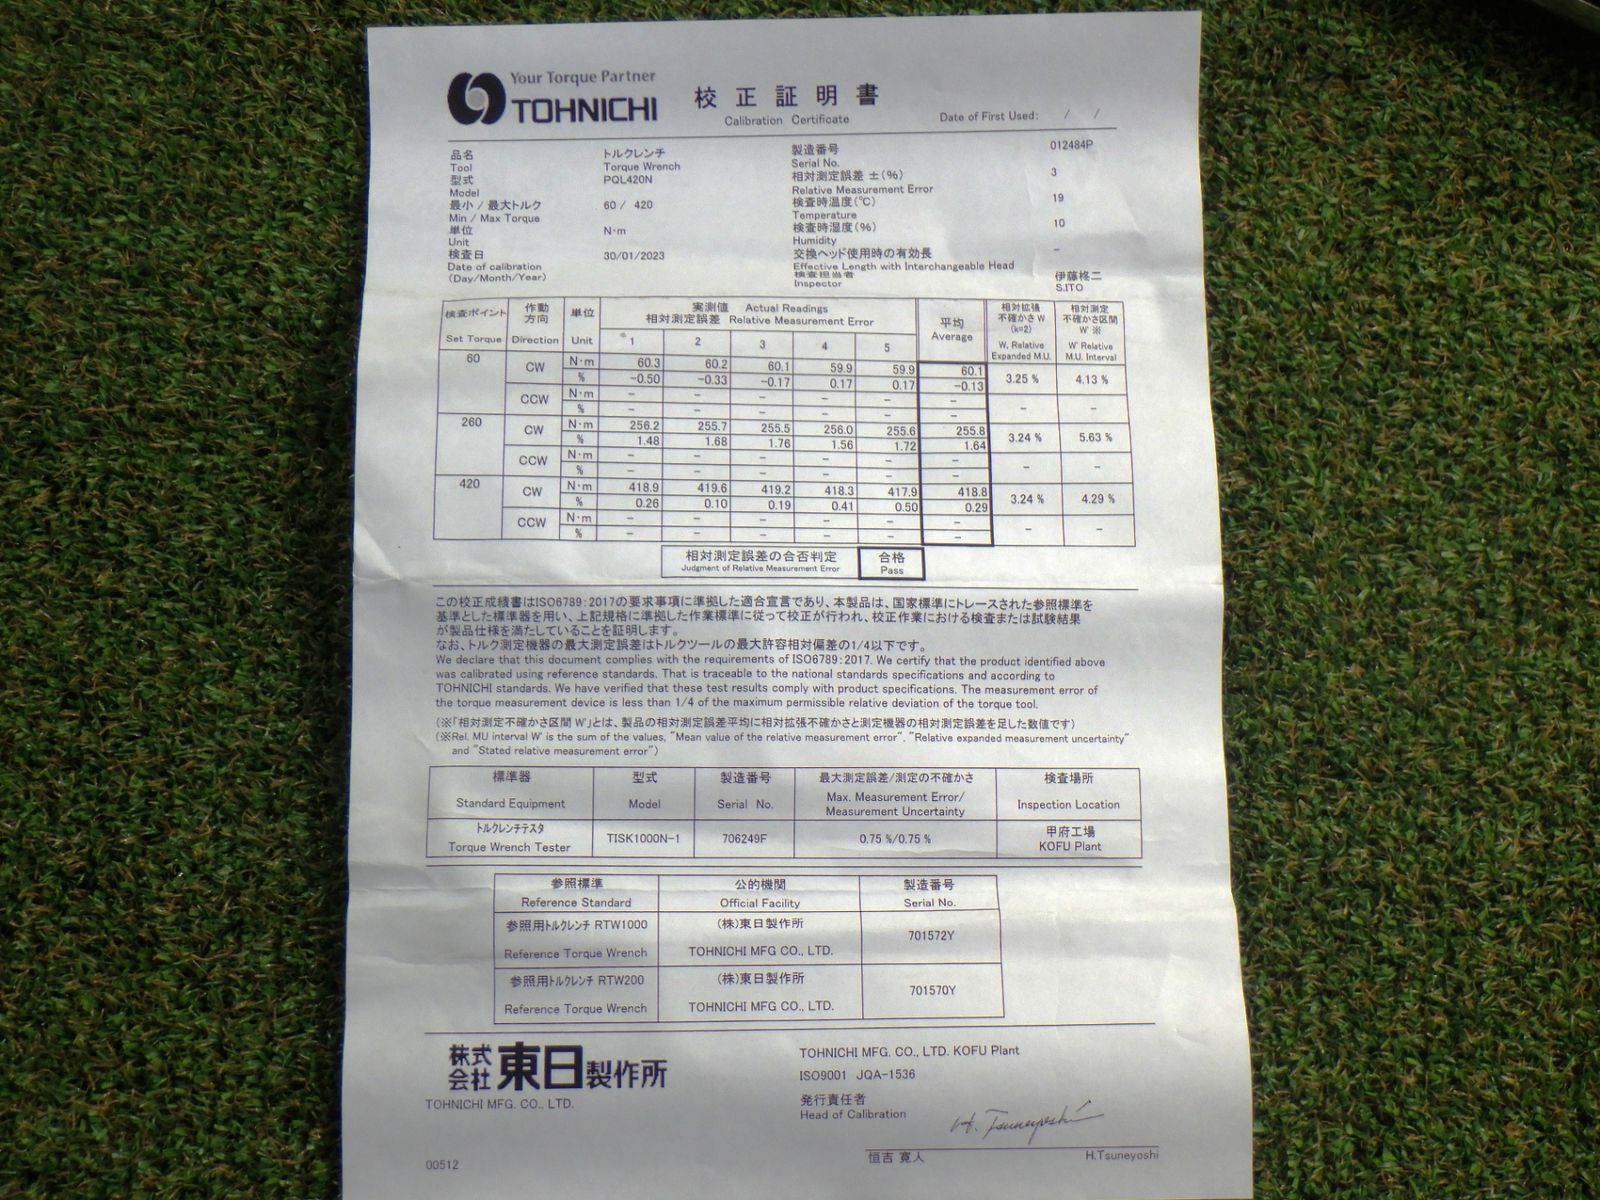 Your Torque Partner
TOHNICHI
校正証明書
Calibration Certificate
Date of First Used: / /
品名 トルクレンチ
Tool Torque Wrench
型式 PQL420N
Model
最小 / 最大トルク 60 / 420
Min / Max Torque
単位 N·m
Unit
検査日 30/01/2023
Date of calibration
(Day/Month/Year)
製造番号 012484P
Serial No.
相対測定誤差 ±(%) 3
Relative Measurement Error
検査時温度(℃) 19
Temperature
検査時湿度(%) 10
Humidity
交換ヘッド使用時の有効長 -
Effective Length with Interchangeable Head
検査担当者 伊藤柊二
Inspector S.ITO
検査ポイント 作動方向 単位 実測値 Actual Readings 平均 相対拡張不確かさ W (k=2) 相対測定不確かさ区間 W' ※
相対測定誤差 Relative Measurement Error
Set Torque Direction Unit ※1 2 3 4 5 Average W, Relative Expanded M.U. W' Relative M.U. Interval
60 CW N·m 60.3 60.2 60.1 59.9 59.9 60.1 3.25 % 4.13 %
% -0.50 -0.33 -0.17 0.17 0.17 -0.13
CCW N·m - - - - - - - -
% - - - - - -
260 CW N·m 256.2 255.7 255.5 256.0 255.6 255.8 3.24 % 5.63 %
% 1.48 1.68 1.76 1.56 1.72 1.64
CCW N·m - - - - - - - -
% - - - - - -
420 CW N·m 418.9 419.6 419.2 418.3 417.9 418.8 3.24 % 4.29 %
% 0.26 0.10 0.19 0.41 0.50 0.29
CCW N·m - - - - - - - -
% - - - - - -
相対測定誤差の合否判定 合格
Judgment of Relative Measurement Error Pass
この校正成績書はISO6789:2017の要求事項に準拠した適合宣言であり、本製品は、国家標準にトレースされた参照標準を
基準とした標準器を用い、上記規格に準拠した作業標準に従って校正が行われ、校正作業における検査または試験結果
が製品仕様を満たしていることを証明します。
なお、トルク測定機器の最大測定誤差はトルクツールの最大許容相対偏差の1/4以下です。
We declare that this document complies with the requirements of ISO6789:2017. We certify that the product identified above
was calibrated using reference standards. That is traceable to the national standards specifications and according to
TOHNICHI standards. We have verified that these test results comply with product specifications. The measurement error of
the torque measurement device is less than 1/4 of the maximum permissible relative deviation of the torque tool.
(※「相対測定不確かさ区間 W'」とは、製品の相対測定誤差平均に相対拡張不確かさと測定機器の相対測定誤差を足した数値です)
(※Rel. MU interval W' is the sum of the values, "Mean value of the relative measurement error", "Relative expanded measurement uncertainty"
and "Stated relative measurement error")
標準器 型式 製造番号 最大測定誤差/測定の不確かさ 検査場所
Standard Equipment Model Serial No. Max. Measurement Error/ Measurement Uncertainty Inspection Location
トルクレンチテスタ TISK1000N-1 706249F 0.75 %/0.75 % 甲府工場
Torque Wrench Tester KOFU Plant
参照標準 公的機関 製造番号
Reference Standard Official Facility Serial No.
参照用トルクレンチ RTW1000 (株)東日製作所 701572Y
Reference Torque Wrench TOHNICHI MFG CO., LTD.
参照用トルクレンチ RTW200 (株)東日製作所 701570Y
Reference Torque Wrench TOHNICHI MFG CO., LTD.
株式会社 東日製作所
TOHNICHI MFG. CO., LTD.
TOHNICHI MFG. CO., LTD. KOFU Plant
ISO9001 JQA-1536
発行責任者
Head of Calibration
H. Tsuneyoshi
恒吉 寛人 H.Tsuneyoshi
00512